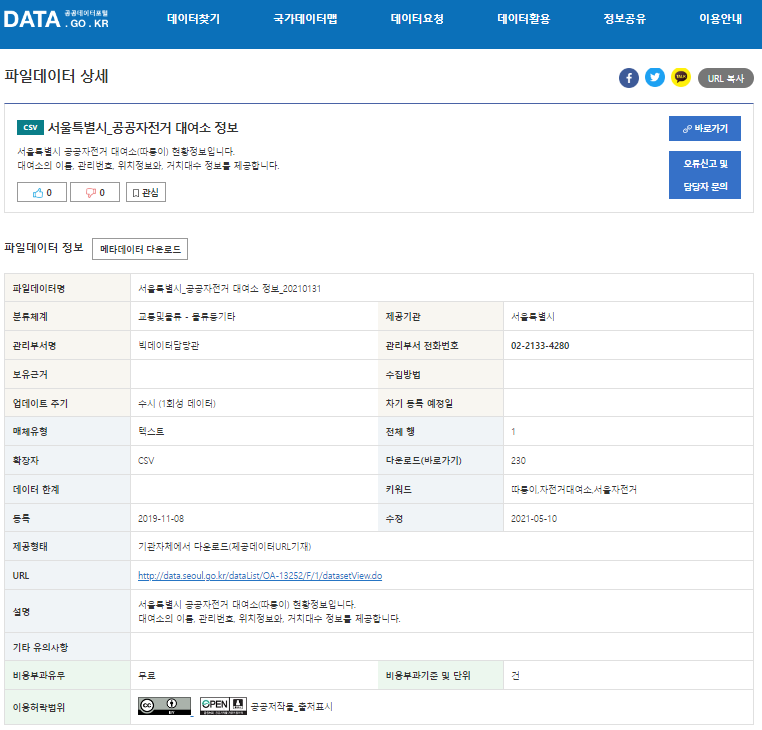 DATA 공공데이터포털 .GO.KR
데이터찾기 국가데이터맵 데이터요청 데이터활용 정보공유 이용안내
파일데이터 상세
URL 복사
CSV 서울특별시_공공자전거 대여소 정보
바로가기
서울특별시 공공자전거 대여소(따릉이) 현황정보입니다.
대여소의 이름, 관리번호, 위치정보와, 거치대수 정보를 제공합니다.
오류신고 및
담당자 문의
0 0 관심
파일데이터 정보 메타데이터 다운로드
파일데이터명 서울특별시_공공자전거 대여소 정보_20210131
분류체계 교통및물류 - 물류등기타 제공기관 서울특별시
관리부서명 빅데이터담당관 관리부서 전화번호 02-2133-4280
보유근거 수집방법
업데이트 주기 수시 (1회성 데이터) 차기 등록 예정일
매체유형 텍스트 전체 행 1
확장자 CSV 다운로드(바로가기) 230
데이터 한계 키워드 따릉이,자전거대여소,서울자전거
등록 2019-11-08 수정 2021-05-10
제공형태 기관자체에서 다운로드(제공데이터URL기재)
URL http://data.seoul.go.kr/dataList/OA-13252/F/1/datasetView.do
설명 서울특별시 공공자전거 대여소(따릉이) 현황정보입니다.
대여소의 이름, 관리번호, 위치정보와, 거치대수 정보를 제공합니다.
기타 유의사항
비용부과유무 무료 비용부과기준 및 단위 건
이용허락범위 cc BY OPEN 공공저작물_출처표시